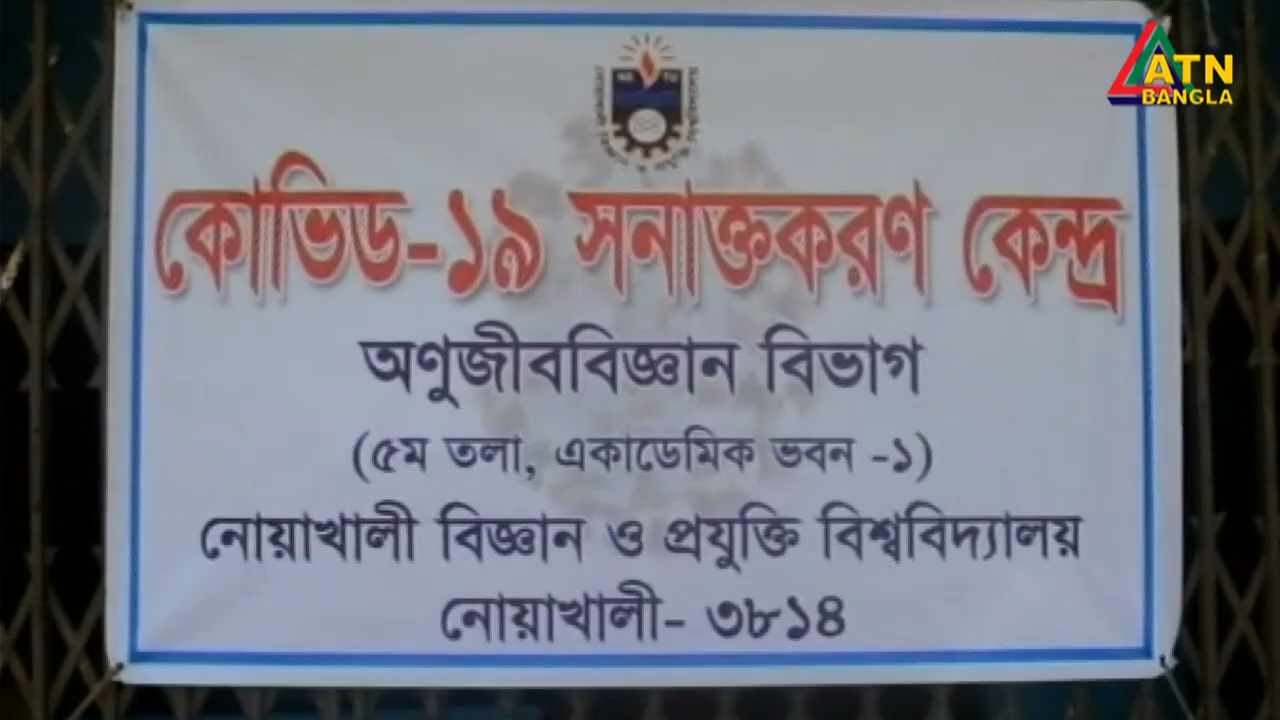 ATN
BANGLA
কোভিড-১৯ সনাক্তকরণ কেন্দ্র
অণুজীববিজ্ঞান বিভাগ
(৫ম তলা, একাডেমিক ভবন -১)
নোয়াখালী বিজ্ঞান ও প্রযুক্তি বিশ্ববিদ্যালয়
নোয়াখালী- ৩৮১৪